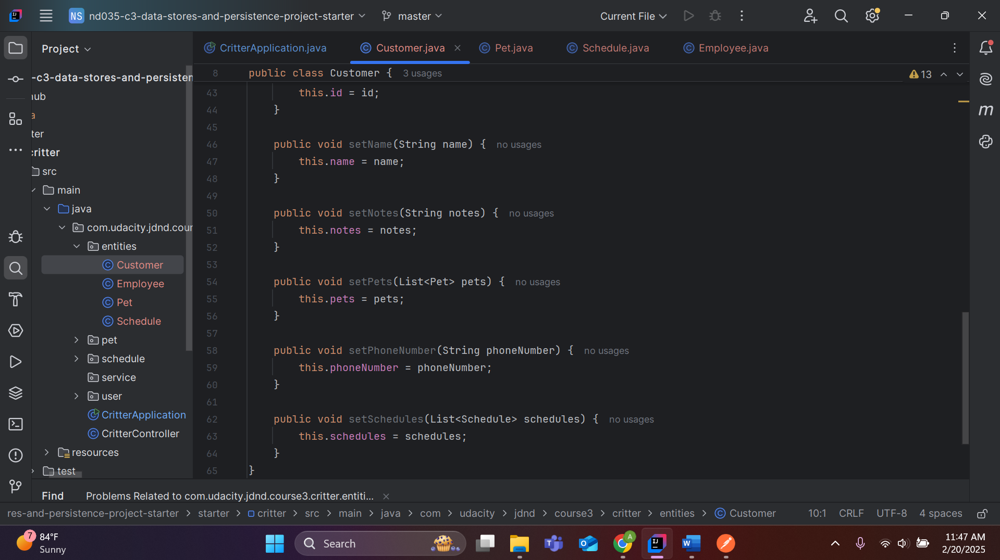 NS nd035-c3-data-stores-and-persistence-project-starter master Current File
Project
CritterApplication.java Customer.java Pet.java Schedule.java Employee.java
8 public class Customer { 3 usages 13
-c3-data-stores-and-persisten
hub
a
ter
critter
src
main
java
com.udacity.jdnd.cour
entities
Customer
Employee
Pet
Schedule
pet
schedule
service
user
CritterApplication
CritterController
resources
test
43 this.id = id;
44 }
45
46 public void setName(String name) { no usages
47 this.name = name;
48 }
49
50 public void setNotes(String notes) { no usages
51 this.notes = notes;
52 }
53
54 public void setPets(List<Pet> pets) { no usages
55 this.pets = pets;
56 }
57
58 public void setPhoneNumber(String phoneNumber) { no usages
59 this.phoneNumber = phoneNumber;
60 }
61
62 public void setSchedules(List<Schedule> schedules) { no usages
63 this.schedules = schedules;
64 }
65 }
m
Find Problems Related to com.udacity.jdnd.course3.critter.entiti...
res-and-persistence-project-starter > starter > critter > src > main > java > com > udacity > jdnd > course3 > critter > entities > Customer 10:1 CRLF UTF-8 4 spaces
7 84°F
Sunny
Search
11:47 AM
2/20/2025